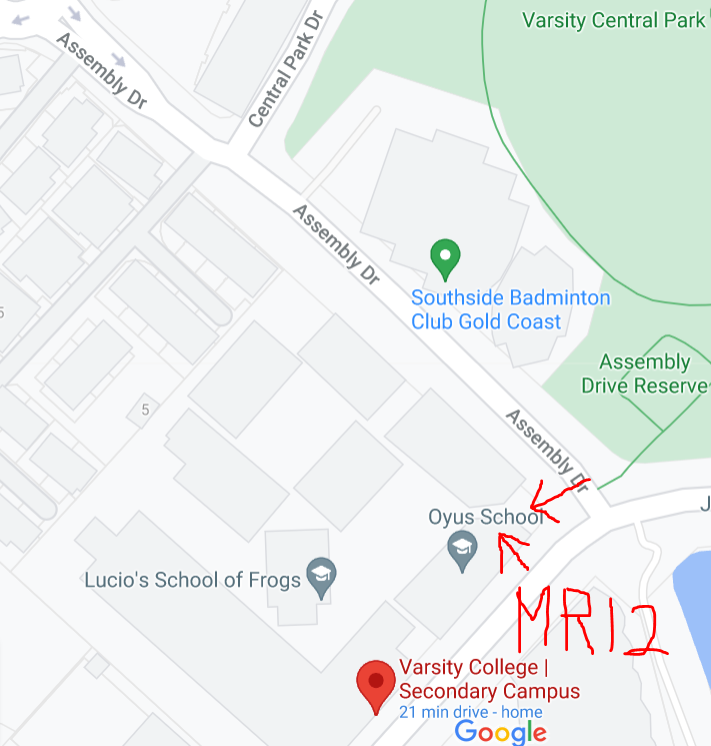 Varsity Central Park
Assembly Dr
Central Park Dr
Assembly Dr
Southside Badminton
Club Gold Coast
Assembly
Drive Reserve
5
5
Assembly Dr
J
Oyus School
Lucio's School of Frogs
MR12
Varsity College |
Secondary Campus
21 min drive - home
Google